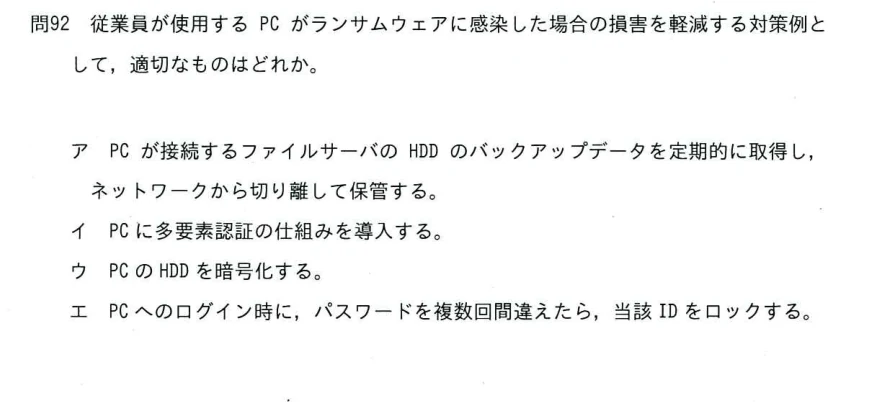 問92 従業員が使用する PC がランサムウェアに感染した場合の損害を軽減する対策例と
して，適切なものはどれか。
ア PC が接続するファイルサーバの HDD のバックアップデータを定期的に取得し，
ネットワークから切り離して保管する。
イ PCに多要素認証の仕組みを導入する。
ウ PCの HDD を暗号化する。
エ PCへのログイン時に，パスワードを複数回間違えたら，当該 ID をロックする。